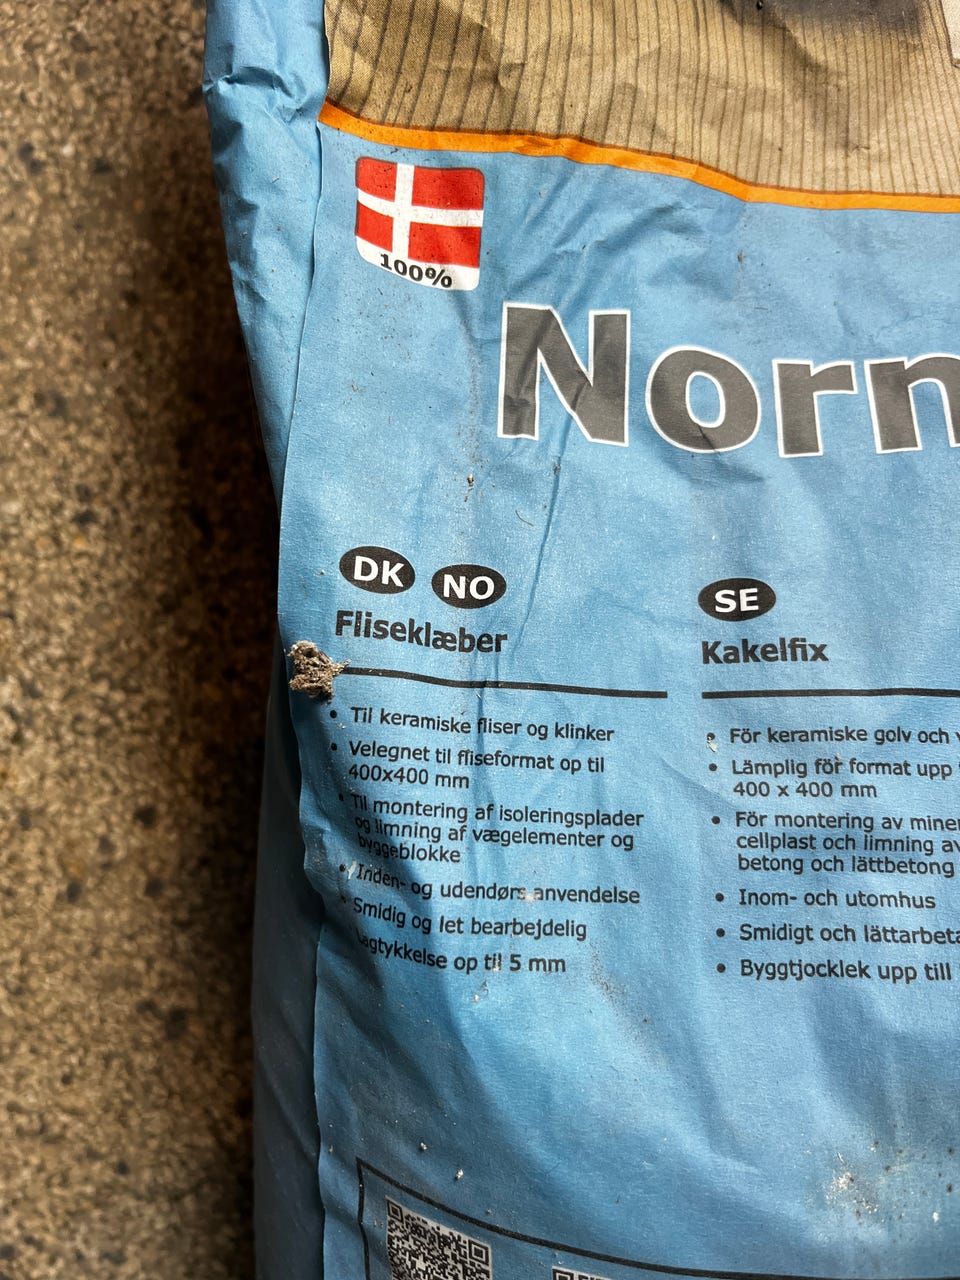 100%
Norn
DK NO
Fliseklæber
Til keramiske fliser og klinker
Velegnet til fliseformat op til
400x400 mm
Til montering af isoleringsplader
og limning af vægelementer og
byggeblokke
Inden- og udendørs anvendelse
Smidig og let bearbejdelig
Lagtykkelse op til 5 mm
SE
Kakelfix
För keramiske golv och
Lämplig för format upp
400 x 400 mm
För montering av miner
cellplast och limning av
betong och lättbetong
Inom- och utomhus
Smidigt och lättarbeta
Byggtjocklek upp till